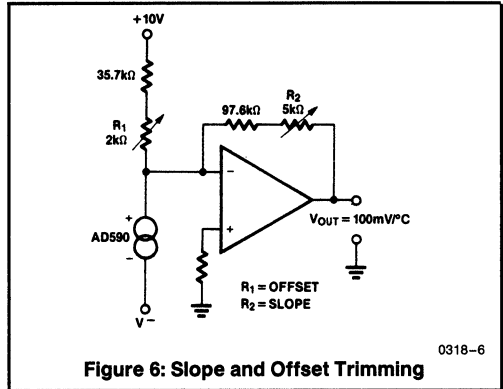 +10V
35.7kΩ
R1
2kΩ
97.6kΩ
R2
5kΩ
−
+
VOUT = 100mV/°C
+
AD590
−
V−
R1 = OFFSET
R2 = SLOPE
0318-6
Figure 6: Slope and Offset Trimming